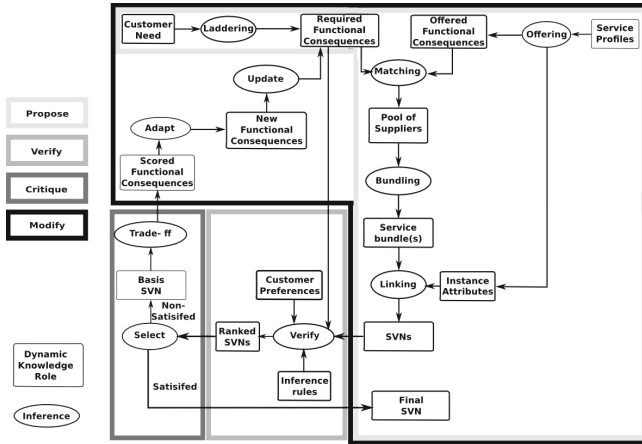 Customer
Need
Laddering
Required
Functional
Consequences
Offered
Functional
Consequences
Offering
Service
Profiles
Matching
Update
Pool of
Suppliers
Propose
Adapt
New
Functional
Consequences
Verify
Scored
Functional
Consequences
Bundling
Critique
Modify
Trade- ff
Service
bundle(s)
Basis
SVN
Customer
Preferences
Linking
Instance
Attributes
Non-
Satisifed
Select
Ranked
SVNs
Verify
SVNs
Dynamic
Knowledge
Role
Satisifed
Inference
rules
Final
SVN
Inference